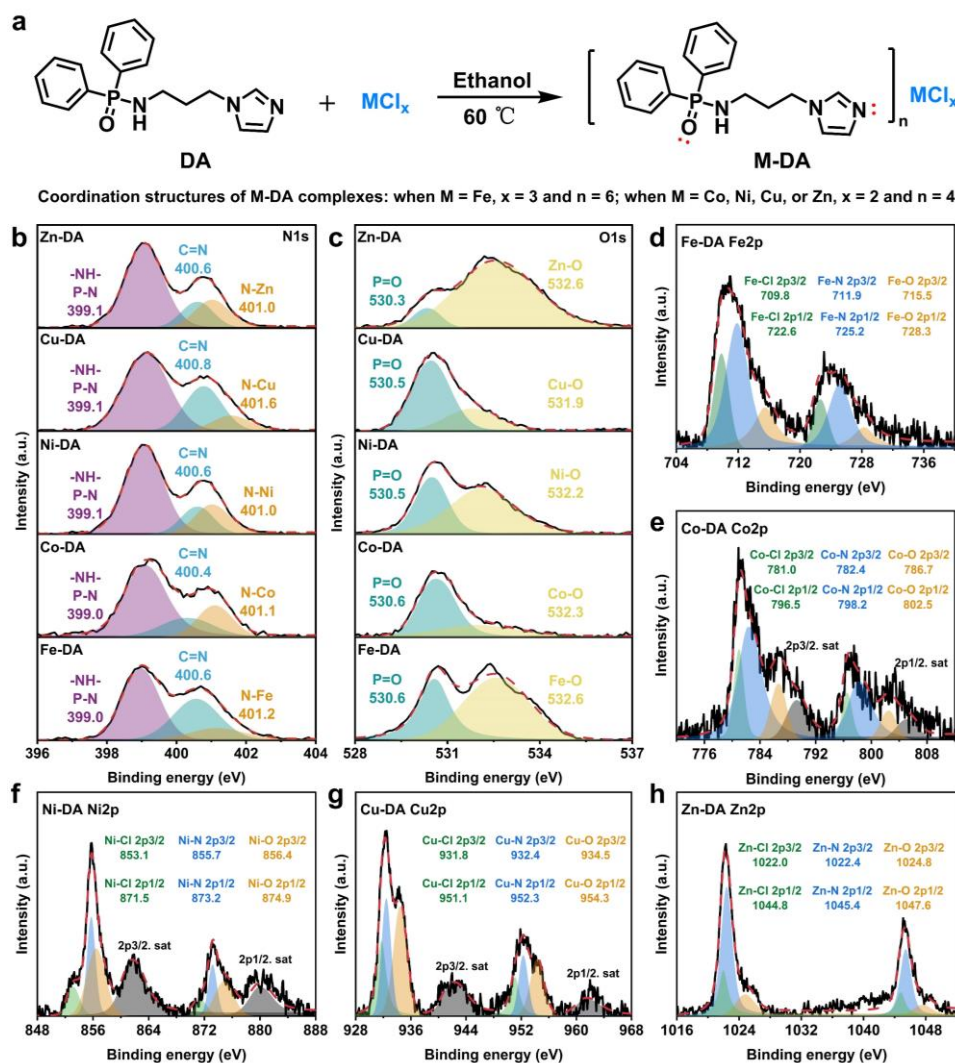 a
P
O
N
H
N
N
DA
+
MClx
Ethanol
60 ℃
P
O
N
H
N
N
n
MClx
M-DA
Coordination structures of M-DA complexes: when M = Fe, x = 3 and n = 6; when M = Co, Ni, Cu, or Zn, x = 2 and n = 4
b
Zn-DA
N1s
-NH-
P-N
399.1
C=N
400.6
N-Zn
401.0
Cu-DA
-NH-
P-N
399.1
C=N
400.8
N-Cu
401.6
Ni-DA
-NH-
P-N
399.1
C=N
400.6
N-Ni
401.0
Co-DA
-NH-
P-N
399.0
C=N
400.4
N-Co
401.1
Fe-DA
-NH-
P-N
399.0
C=N
400.6
N-Fe
401.2
Intensity (a.u.)
396 398 400 402 404
Binding energy (eV)
c
Zn-DA
O1s
P=O
530.3
Zn-O
532.6
Cu-DA
P=O
530.5
Cu-O
531.9
Ni-DA
P=O
530.5
Ni-O
532.2
Co-DA
P=O
530.6
Co-O
532.3
Fe-DA
P=O
530.6
Fe-O
532.6
Intensity (a.u.)
528 531 534 537
Binding energy (eV)
d
Fe-DA Fe2p
Fe-Cl 2p3/2 Fe-N 2p3/2 Fe-O 2p3/2
709.8 711.9 715.5
Fe-Cl 2p1/2 Fe-N 2p1/2 Fe-O 2p1/2
722.6 725.2 728.3
Intensity (a.u.)
704 712 720 728 736
Binding energy (eV)
e
Co-DA Co2p
Co-Cl 2p3/2 Co-N 2p3/2 Co-O 2p3/2
781.0 782.4 786.7
Co-Cl 2p1/2 Co-N 2p1/2 Co-O 2p1/2
796.5 798.2 802.5
2p3/2. sat
2p1/2. sat
Intensity (a.u.)
776 784 792 800 808
Binding energy (eV)
f
Ni-DA Ni2p
Ni-Cl 2p3/2 Ni-N 2p3/2 Ni-O 2p3/2
853.1 855.7 856.4
Ni-Cl 2p1/2 Ni-N 2p1/2 Ni-O 2p1/2
871.5 873.2 874.9
2p3/2. sat
2p1/2. sat
Intensity (a.u.)
848 856 864 872 880 888
Binding energy (eV)
g
Cu-DA Cu2p
Cu-Cl 2p3/2 Cu-N 2p3/2 Cu-O 2p3/2
931.8 932.4 934.5
Cu-Cl 2p1/2 Cu-N 2p1/2 Cu-O 2p1/2
951.1 952.3 954.3
2p3/2. sat
2p1/2. sat
Intensity (a.u.)
928 936 944 952 960 968
Binding energy (eV)
h
Zn-DA Zn2p
Zn-Cl 2p3/2 Zn-N 2p3/2 Zn-O 2p3/2
1022.0 1022.4 1024.8
Zn-Cl 2p1/2 Zn-N 2p1/2 Zn-O 2p1/2
1044.8 1045.4 1047.6
Intensity (a.u.)
1016 1024 1032 1040 1048
Binding energy (eV)